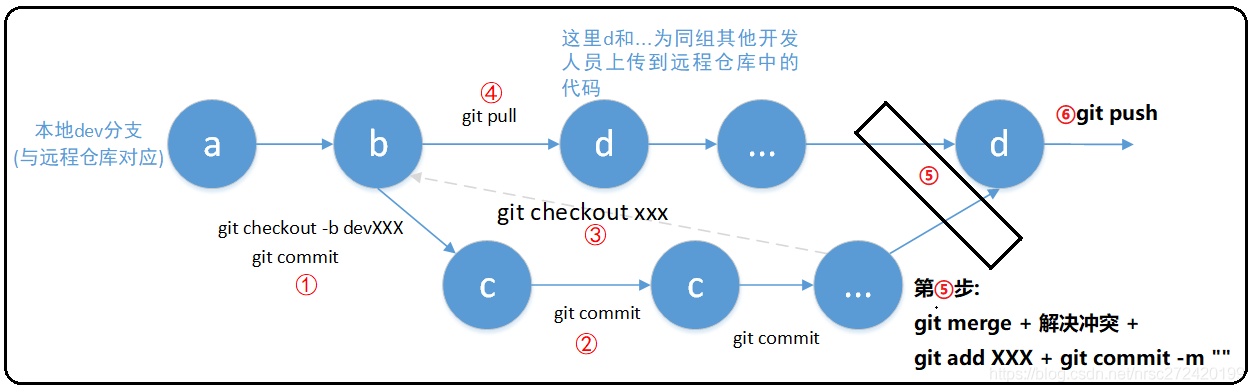 这里d和...为同组其他开发
人员上传到远程仓库中的
代码
④
git pull
⑥git push
本地dev分支
(与远程仓库对应)
a
b
d
...
d
⑤
git checkout -b devXXX
git commit
①
git checkout xxx
③
c
c
...
git commit
②
git commit
第⑤步:
git merge + 解决冲突 +
git add XXX + git commit -m ""
https://blog.csdn.net/nrsc272420199